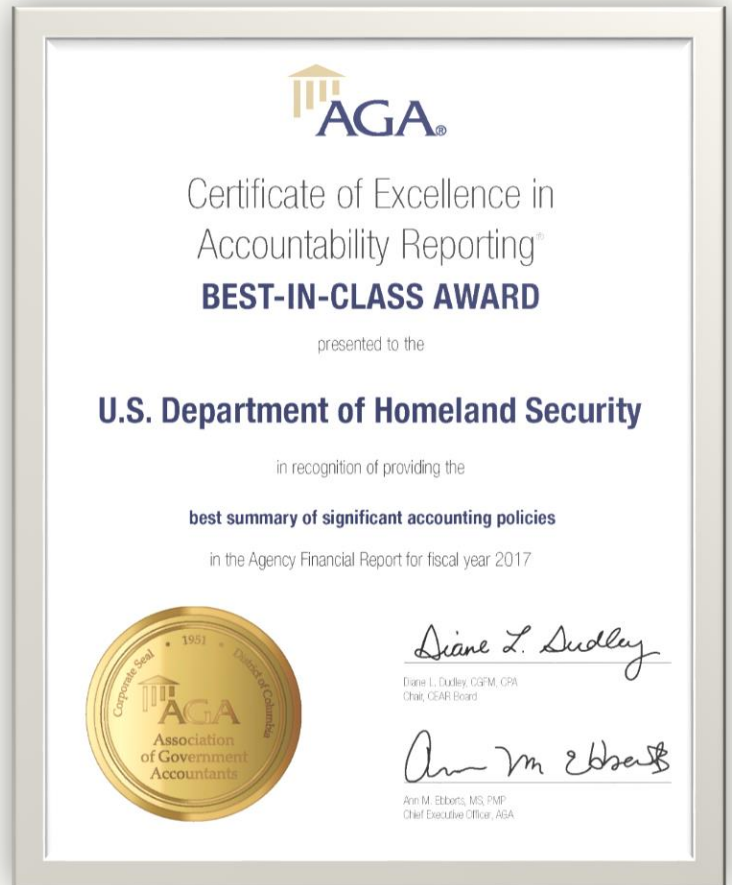 AGA®
Certificate of Excellence in
Accountability Reporting®
BEST-IN-CLASS AWARD
presented to the
U.S. Department of Homeland Security
in recognition of providing the
best summary of significant accounting policies
in the Agency Financial Report for fiscal year 2017
Corporate Seal • 1951 • District of Columbia
AGA
Association
of Government
Accountants
Diane L. Dudley
Diane L. Dudley, CGFM, CPA
Chair, CEAR Board
Ann M Ebberts
Ann M. Ebberts, MS, PMP
Chief Executive Officer, AGA